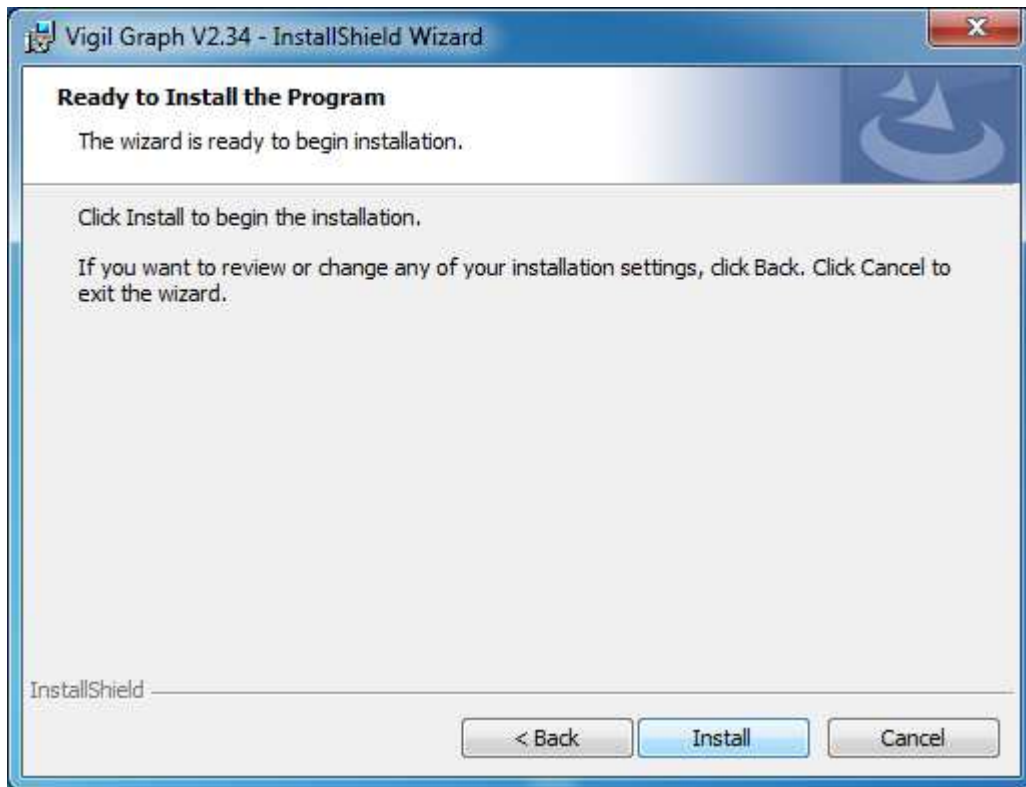 Vigil Graph V2.34 - InstallShield Wizard
Ready to Install the Program
The wizard is ready to begin installation.
Click Install to begin the installation.
If you want to review or change any of your installation settings, click Back. Click Cancel to
exit the wizard.
InstallShield
< Back
Install
Cancel